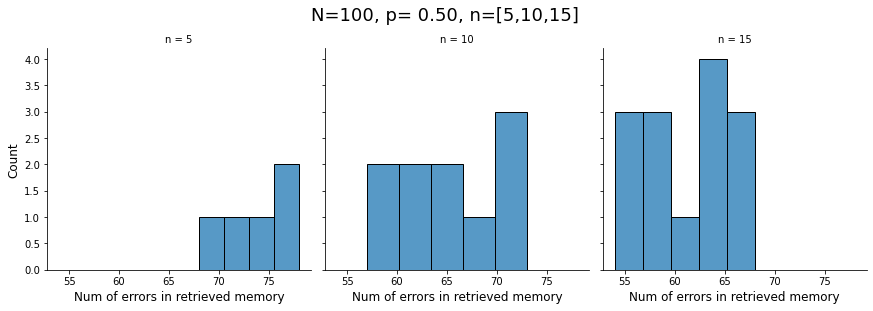 N=100, p= 0.50, n=[5,10,15]
n = 5
n = 10
n = 15
4.0
3.5
3.0
2.5
2.0
1.5
1.0
0.5
0.0
Count
55 60 65 70 75
55 60 65 70 75
55 60 65 70 75
Num of errors in retrieved memory
Num of errors in retrieved memory
Num of errors in retrieved memory